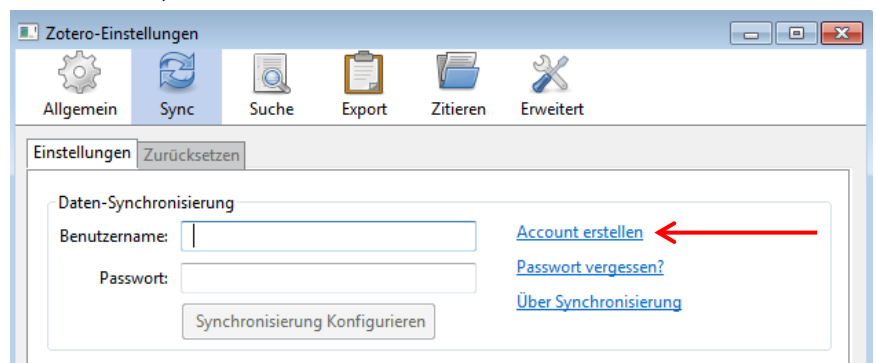 Zotero-Einstellungen
Allgemein Sync Suche Export Zitieren Erweitert
Einstellungen Zurücksetzen
Daten-Synchronisierung
Benutzername: Account erstellen
Passwort: Passwort vergessen?
Über Synchronisierung
Synchronisierung Konfigurieren